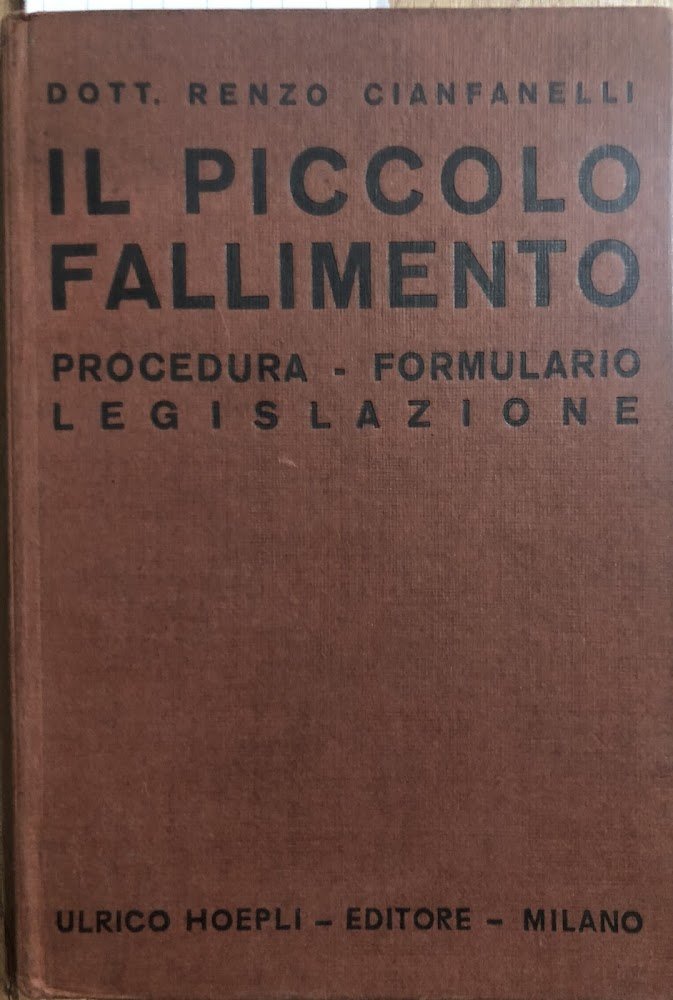 DOTT. RENZO CIANFANELLI
IL PICCOLO
FALLIMENTO
PROCEDURA - FORMULARIO
LEGISLAZIONE
ULRICO HOEPLI - EDITORE - MILANO